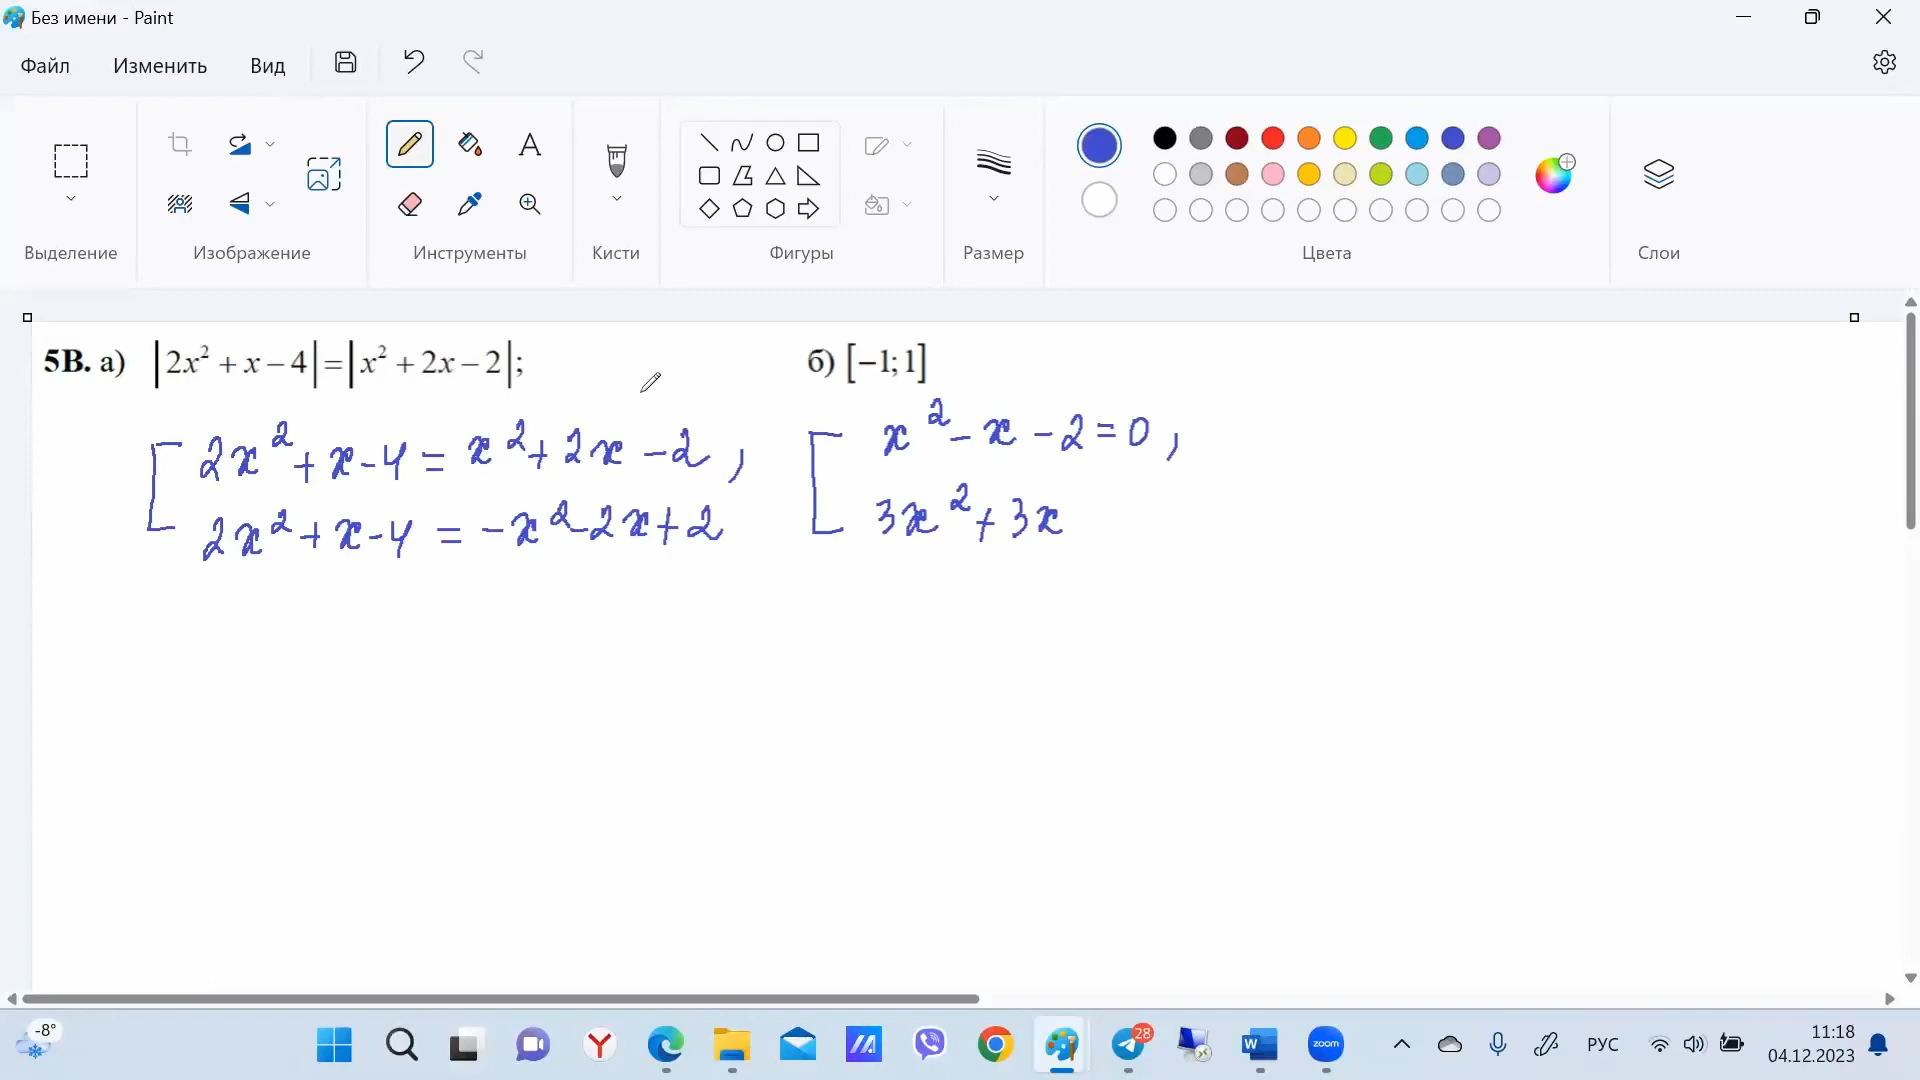 Без имени - Paint
Файл Изменить Вид
Выделение Изображение Инструменты Кисти Фигуры Размер Цвета Слои
5В. а) |2x² + x – 4| = |x² + 2x – 2|; б) [–1; 1]
2x² + x - 4 = x² + 2x - 2,
2x² + x - 4 = -x² - 2x + 2
x² - x - 2 = 0,
3x² + 3x
-8° 28 W zoom РУС 11:18
04.12.2023